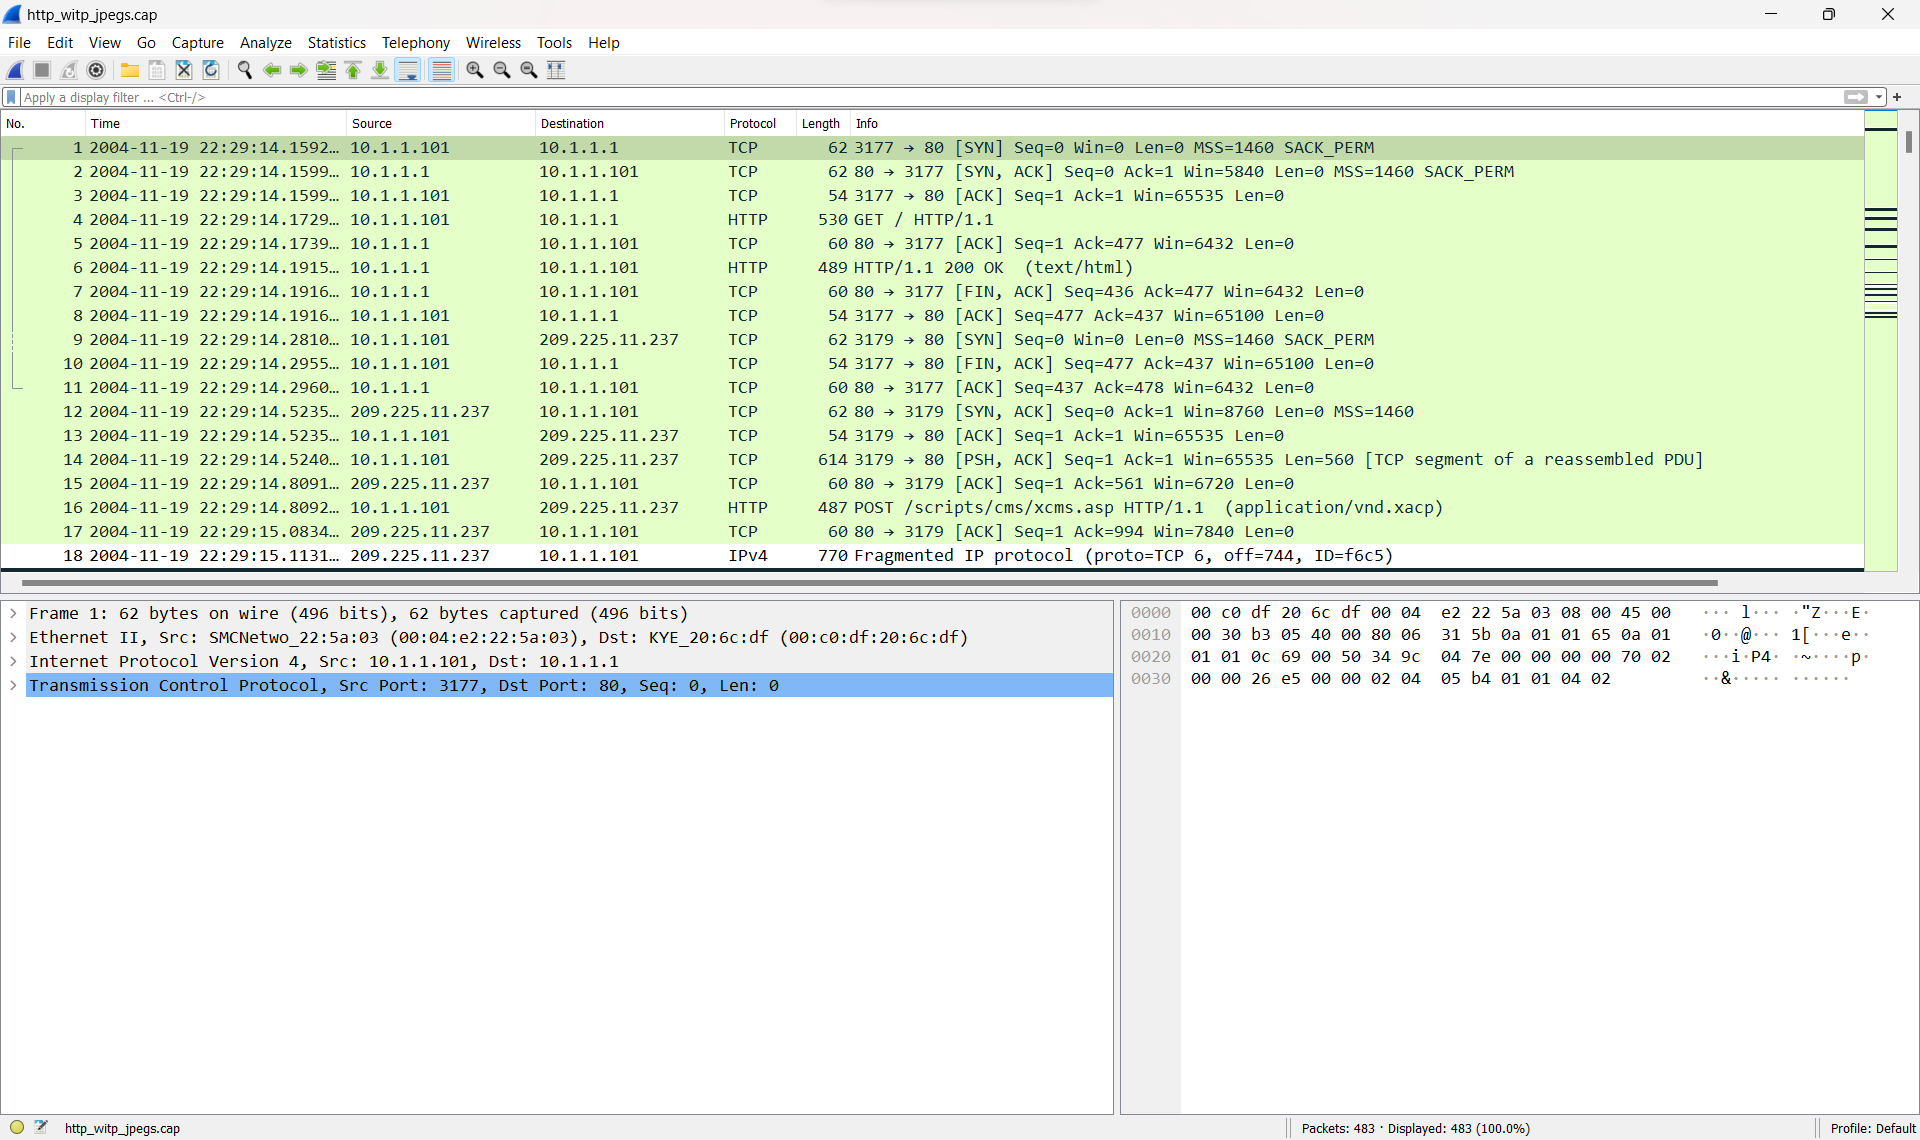 http_witp_jpegs.cap
File Edit View Go Capture Analyze Statistics Telephony Wireless Tools Help
Apply a display filter ... <Ctrl-/>
No. Time Source Destination Protocol Length Info
1 2004-11-19 22:29:14.1592… 10.1.1.101 10.1.1.1 TCP 62 3177 → 80 [SYN] Seq=0 Win=0 Len=0 MSS=1460 SACK_PERM
2 2004-11-19 22:29:14.1599… 10.1.1.1 10.1.1.101 TCP 62 80 → 3177 [SYN, ACK] Seq=0 Ack=1 Win=5840 Len=0 MSS=1460 SACK_PERM
3 2004-11-19 22:29:14.1599… 10.1.1.101 10.1.1.1 TCP 54 3177 → 80 [ACK] Seq=1 Ack=1 Win=65535 Len=0
4 2004-11-19 22:29:14.1729… 10.1.1.101 10.1.1.1 HTTP 530 GET / HTTP/1.1
5 2004-11-19 22:29:14.1739… 10.1.1.1 10.1.1.101 TCP 60 80 → 3177 [ACK] Seq=1 Ack=477 Win=6432 Len=0
6 2004-11-19 22:29:14.1915… 10.1.1.1 10.1.1.101 HTTP 489 HTTP/1.1 200 OK (text/html)
7 2004-11-19 22:29:14.1916… 10.1.1.1 10.1.1.101 TCP 60 80 → 3177 [FIN, ACK] Seq=436 Ack=477 Win=6432 Len=0
8 2004-11-19 22:29:14.1916… 10.1.1.101 10.1.1.1 TCP 54 3177 → 80 [ACK] Seq=477 Ack=437 Win=65100 Len=0
9 2004-11-19 22:29:14.2810… 10.1.1.101 209.225.11.237 TCP 62 3179 → 80 [SYN] Seq=0 Win=0 Len=0 MSS=1460 SACK_PERM
10 2004-11-19 22:29:14.2955… 10.1.1.101 10.1.1.1 TCP 54 3177 → 80 [FIN, ACK] Seq=477 Ack=437 Win=65100 Len=0
11 2004-11-19 22:29:14.2960… 10.1.1.1 10.1.1.101 TCP 60 80 → 3177 [ACK] Seq=437 Ack=478 Win=6432 Len=0
12 2004-11-19 22:29:14.5235… 209.225.11.237 10.1.1.101 TCP 62 80 → 3179 [SYN, ACK] Seq=0 Ack=1 Win=8760 Len=0 MSS=1460
13 2004-11-19 22:29:14.5235… 10.1.1.101 209.225.11.237 TCP 54 3179 → 80 [ACK] Seq=1 Ack=1 Win=65535 Len=0
14 2004-11-19 22:29:14.5240… 10.1.1.101 209.225.11.237 TCP 614 3179 → 80 [PSH, ACK] Seq=1 Ack=1 Win=65535 Len=560 [TCP segment of a reassembled PDU]
15 2004-11-19 22:29:14.8091… 209.225.11.237 10.1.1.101 TCP 60 80 → 3179 [ACK] Seq=1 Ack=561 Win=6720 Len=0
16 2004-11-19 22:29:14.8092… 10.1.1.101 209.225.11.237 HTTP 487 POST /scripts/cms/xcms.asp HTTP/1.1 (application/vnd.xacp)
17 2004-11-19 22:29:15.0834… 209.225.11.237 10.1.1.101 TCP 60 80 → 3179 [ACK] Seq=1 Ack=994 Win=7840 Len=0
18 2004-11-19 22:29:15.1131… 209.225.11.237 10.1.1.101 IPv4 770 Fragmented IP protocol (proto=TCP 6, off=744, ID=f6c5)
Frame 1: 62 bytes on wire (496 bits), 62 bytes captured (496 bits)
Ethernet II, Src: SMCNetwo_22:5a:03 (00:04:e2:22:5a:03), Dst: KYE_20:6c:df (00:c0:df:20:6c:df)
Internet Protocol Version 4, Src: 10.1.1.101, Dst: 10.1.1.1
Transmission Control Protocol, Src Port: 3177, Dst Port: 80, Seq: 0, Len: 0
0000 00 c0 df 20 6c df 00 04 e2 22 5a 03 08 00 45 00 ··· l··· ·"Z···E·
0010 00 30 b3 05 40 00 80 06 31 5b 0a 01 01 65 0a 01 ·0··@··· 1[···e··
0020 01 01 0c 69 00 50 34 9c 04 7e 00 00 00 00 70 02 ···i·P4· ·~····p·
0030 00 00 26 e5 00 00 02 04 05 b4 01 01 04 02 ··&····· ······
http_witp_jpegs.cap
Packets: 483 · Displayed: 483 (100.0%)
Profile: Default